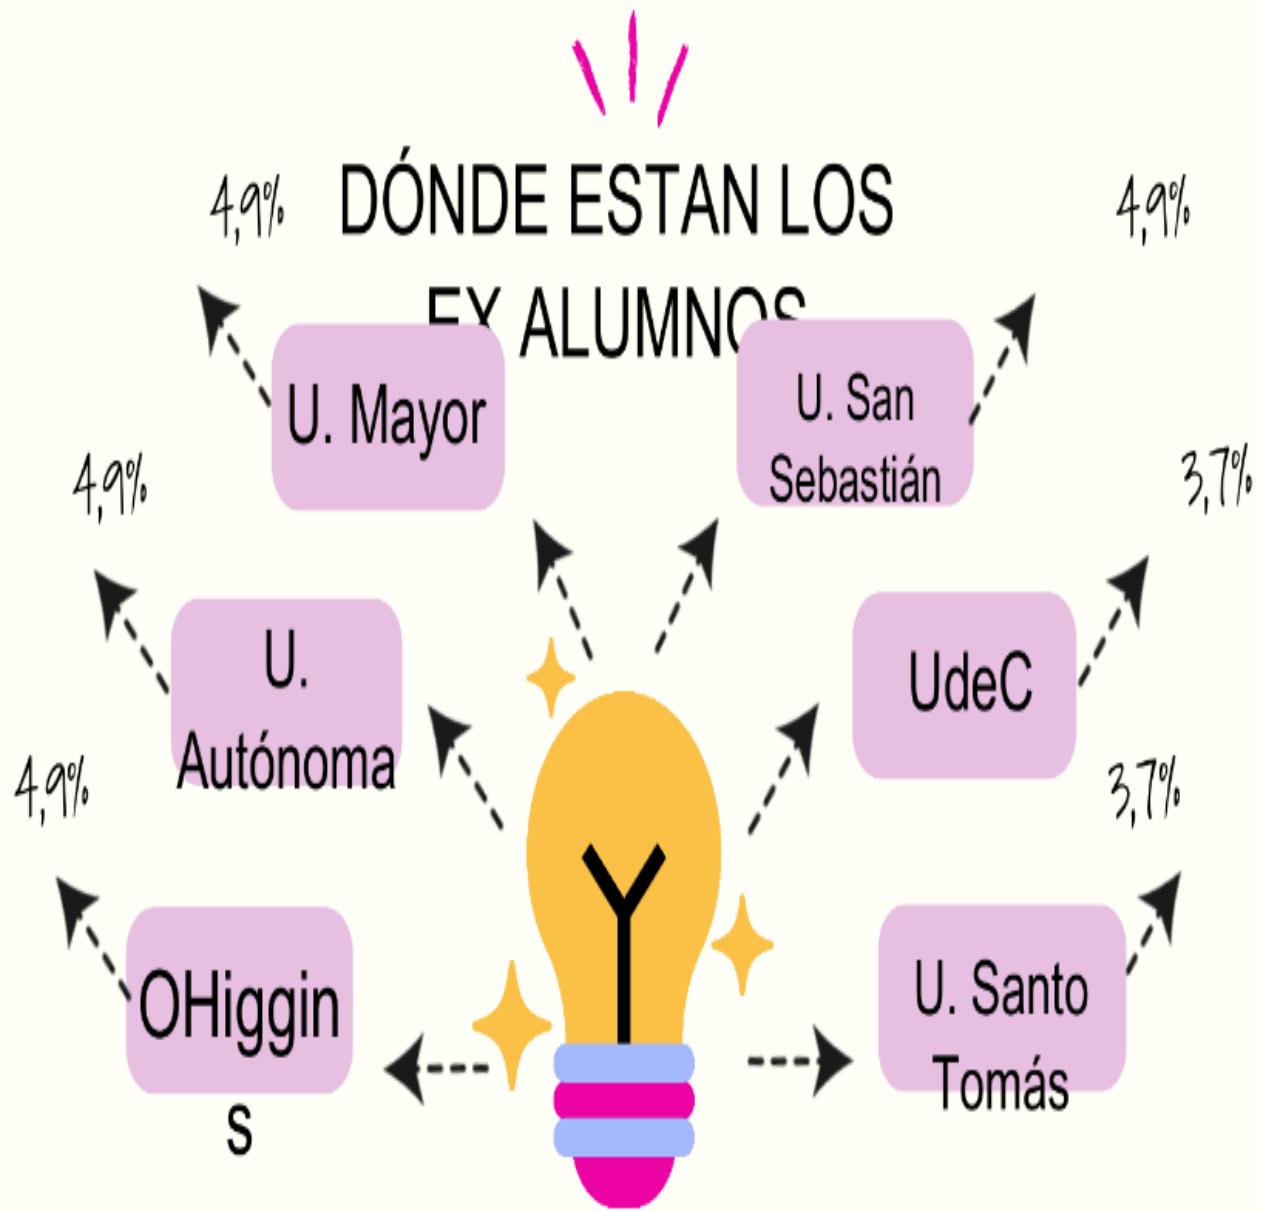 DÓNDE ESTAN LOS
EX ALUMNOS
4,9%
4,9%
U. Mayor
U. San
Sebastián
4,9%
3,7%
U.
Autónoma
UdeC
4,9%
3,7%
OHiggin
s
U. Santo
Tomás